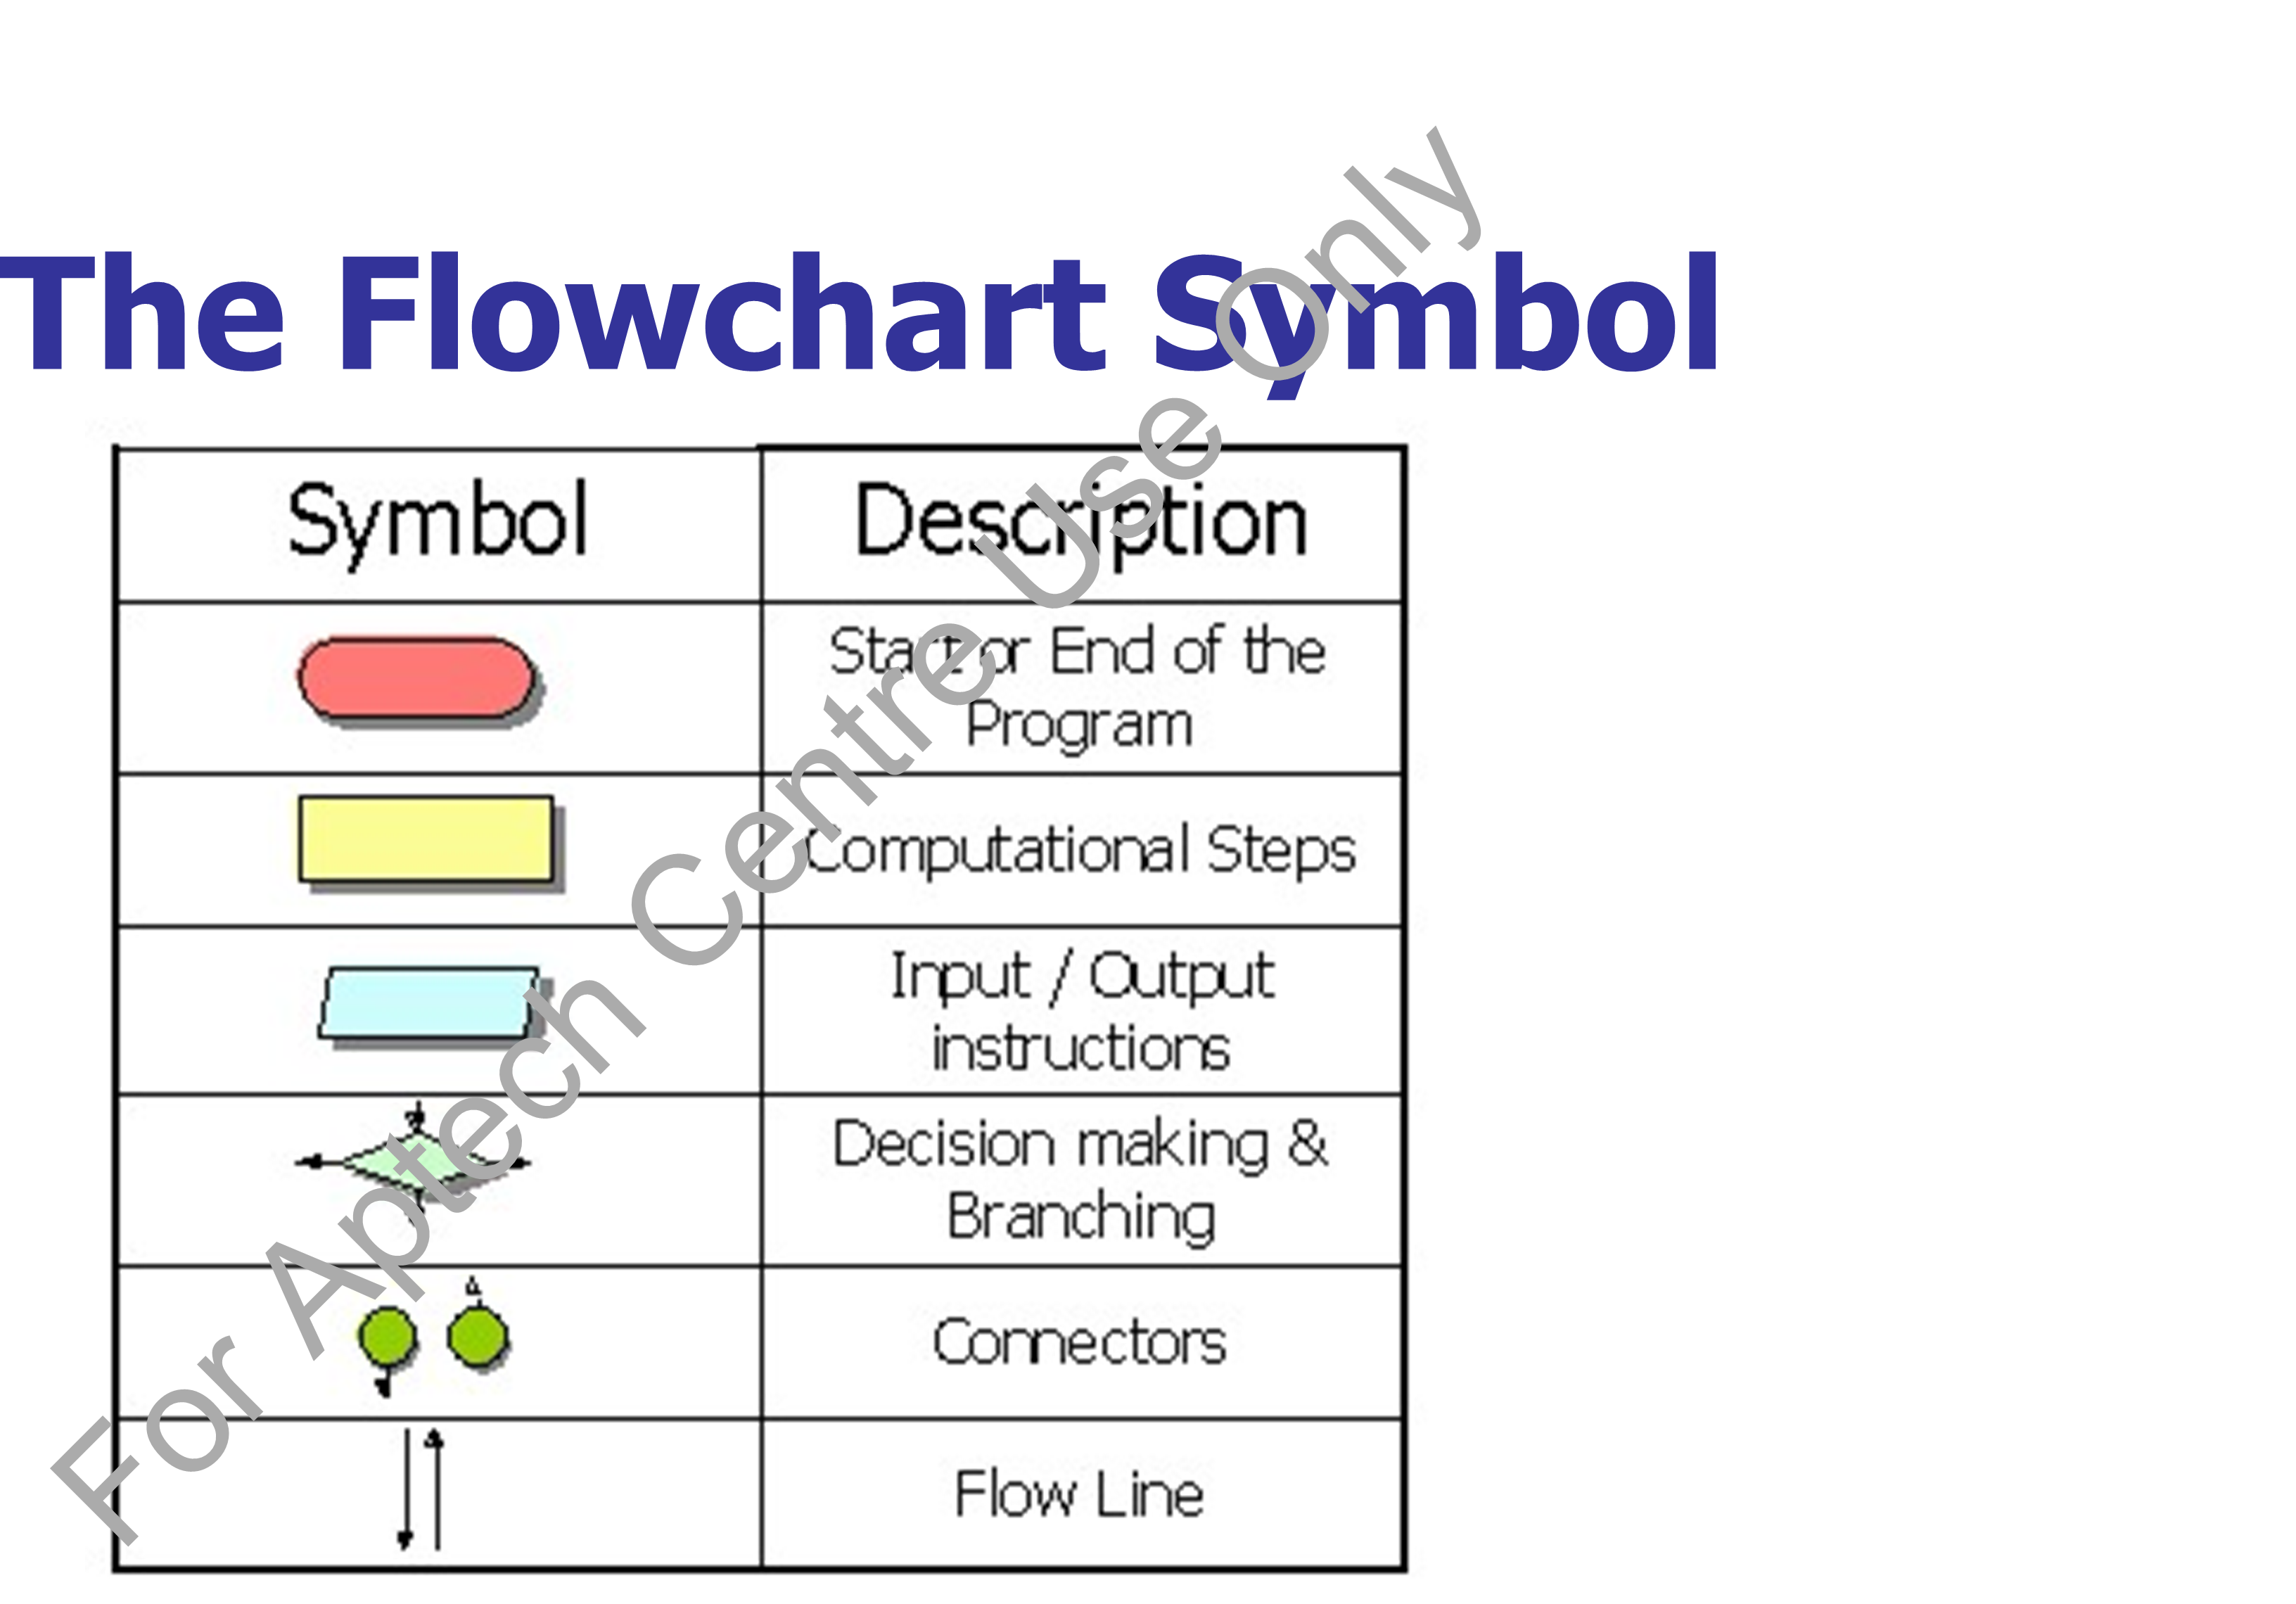 The Flowchart Symbol
Symbol
Description
Start or End of the
Program
Computational Steps
Input / Output
instructions
Decision making &
Branching
Connectors
Flow Line
For Aptech Centre Use Only